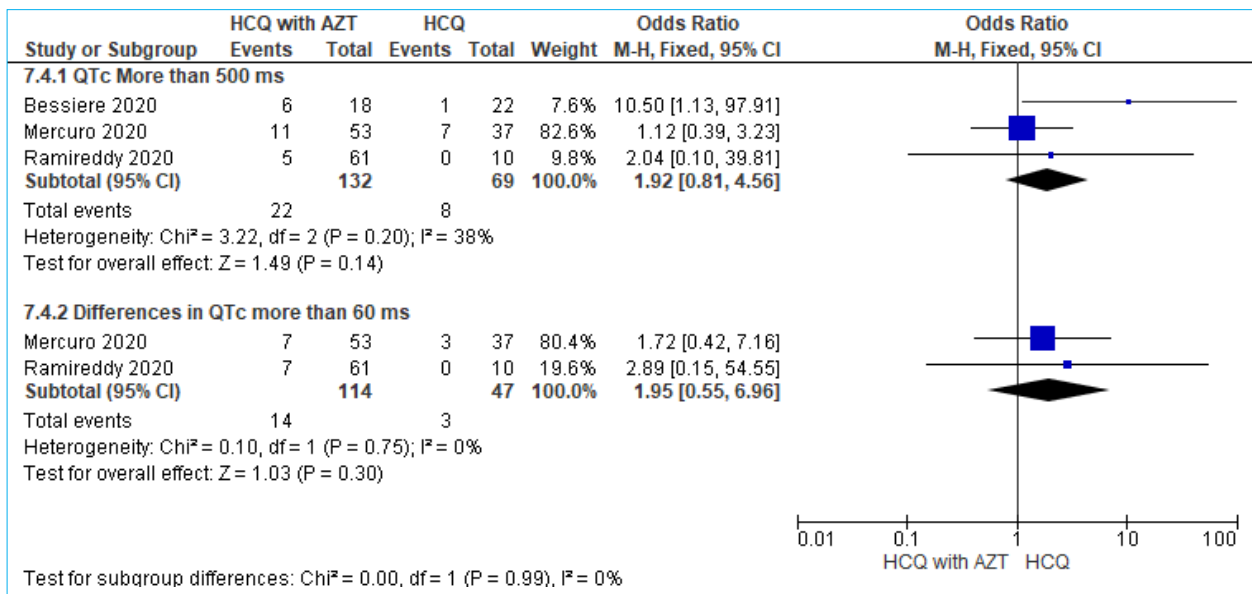 HCQ with AZT HCQ Odds Ratio Odds Ratio
Study or Subgroup Events Total Events Total Weight M-H, Fixed, 95% CI M-H, Fixed, 95% CI
7.4.1 QTc More than 500 ms
Bessiere 2020 6 18 1 22 7.6% 10.50 [1.13, 97.91]
Mercuro 2020 11 53 7 37 82.6% 1.12 [0.39, 3.23]
Ramireddy 2020 5 61 0 10 9.8% 2.04 [0.10, 39.81]
Subtotal (95% CI) 132 69 100.0% 1.92 [0.81, 4.56]
Total events 22 8
Heterogeneity: Chi² = 3.22, df = 2 (P = 0.20); I² = 38%
Test for overall effect: Z = 1.49 (P = 0.14)
7.4.2 Differences in QTc more than 60 ms
Mercuro 2020 7 53 3 37 80.4% 1.72 [0.42, 7.16]
Ramireddy 2020 7 61 0 10 19.6% 2.89 [0.15, 54.55]
Subtotal (95% CI) 114 47 100.0% 1.95 [0.55, 6.96]
Total events 14 3
Heterogeneity: Chi² = 0.10, df = 1 (P = 0.75); I² = 0%
Test for overall effect: Z = 1.03 (P = 0.30)
0.01 0.1 1 10 100
HCQ with AZT HCQ
Test for subgroup differences: Chi² = 0.00, df = 1 (P = 0.99), I² = 0%